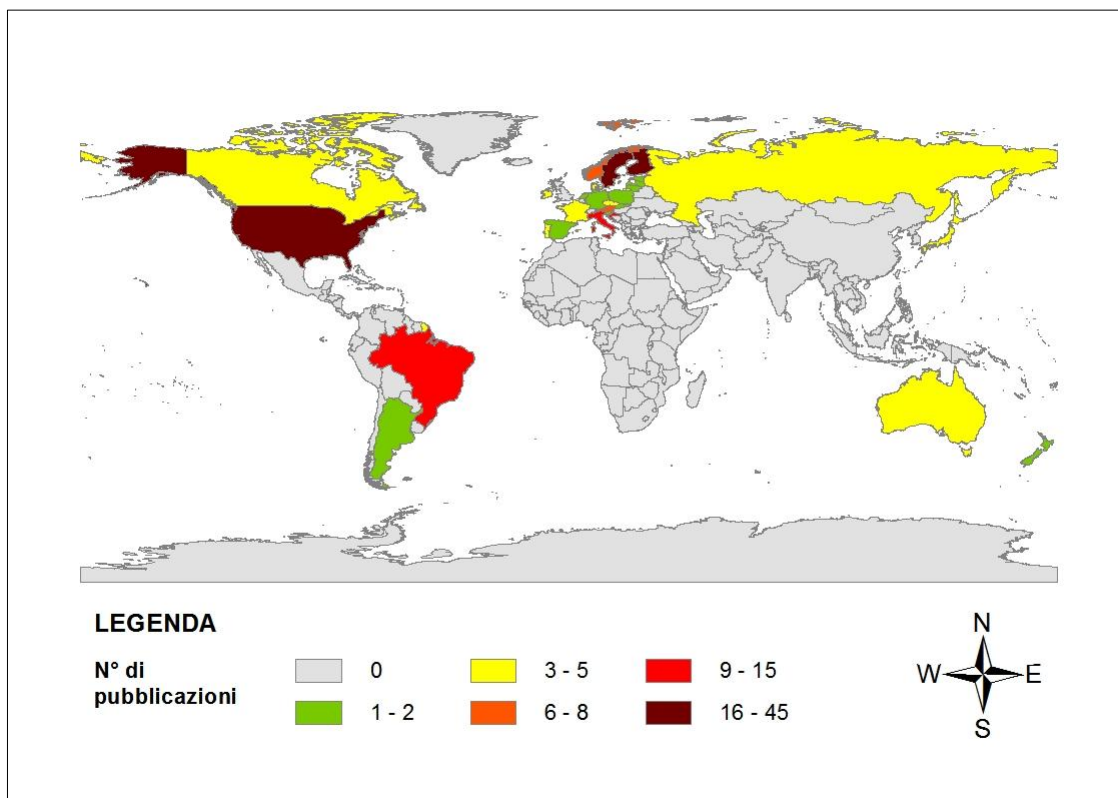 LEGENDA
N° di
pubblicazioni
0
3 - 5
9 - 15
1 - 2
6 - 8
16 - 45
N
W
E
S